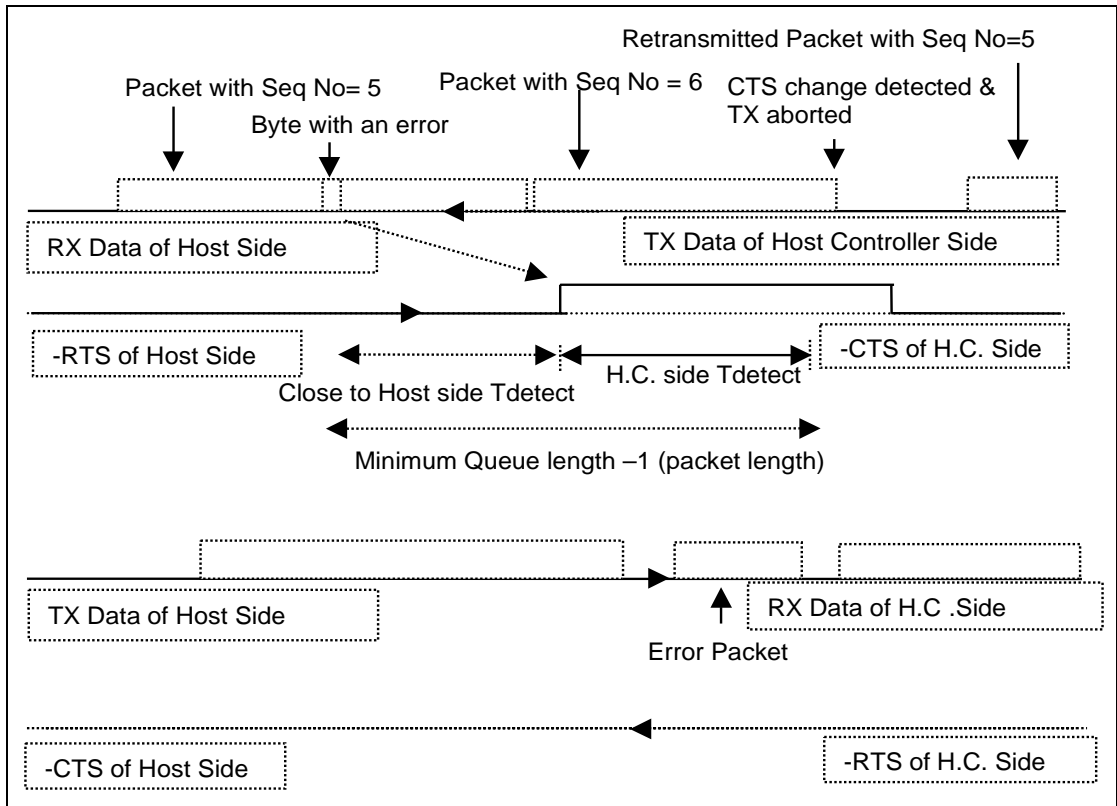 Retransmitted Packet with Seq No=5
Packet with Seq No= 5
Packet with Seq No = 6
CTS change detected &
TX aborted
Byte with an error
RX Data of Host Side
TX Data of Host Controller Side
-RTS of Host Side
-CTS of H.C. Side
Close to Host side Tdetect
H.C. side Tdetect
Minimum Queue length –1 (packet length)
TX Data of Host Side
RX Data of H.C .Side
Error Packet
-CTS of Host Side
-RTS of H.C. Side